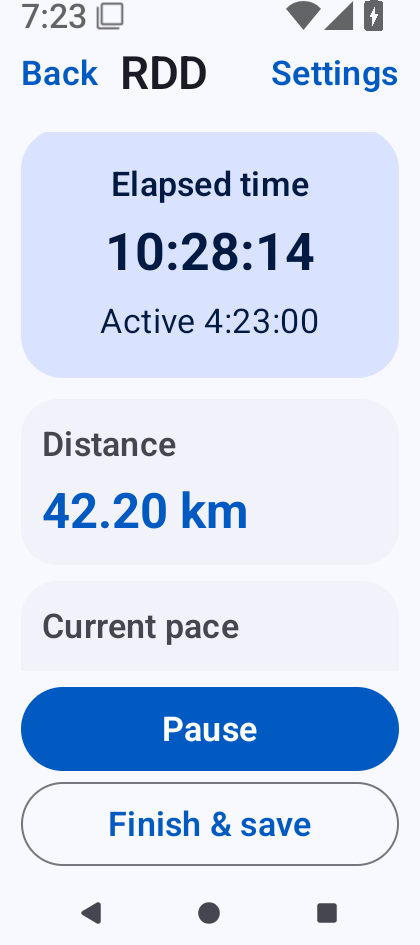 7:23
Back RDD Settings
Elapsed time
10:28:14
Active 4:23:00
Distance
42.20 km
Current pace
Pause
Finish & save